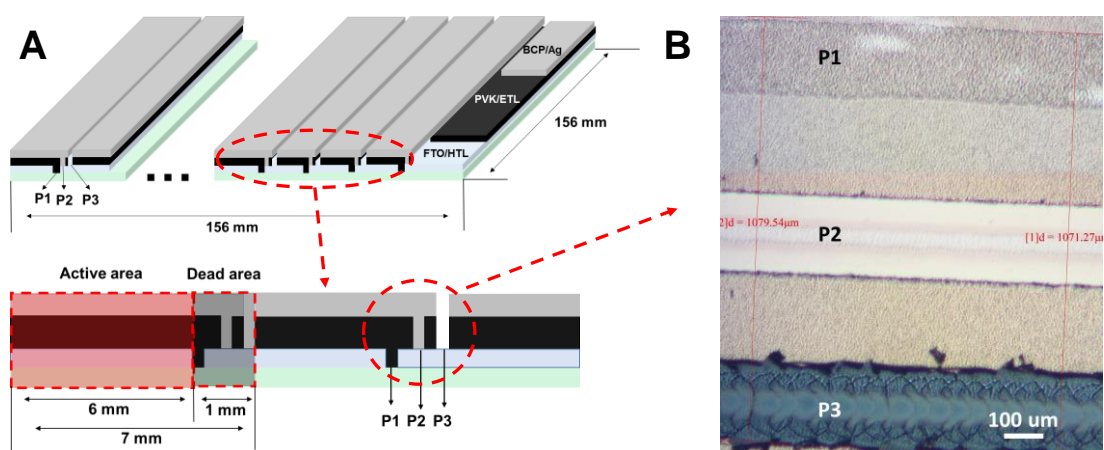 A
BCP/Ag
PVK/ETL
FTO/HTL
156 mm
P1 P2 P3
156 mm
Active area
Dead area
6 mm
1 mm
7 mm
P1 P2 P3
B
P1
2]d = 1079.54μm
P2
[1]d = 1071.27μm
P3
100 um